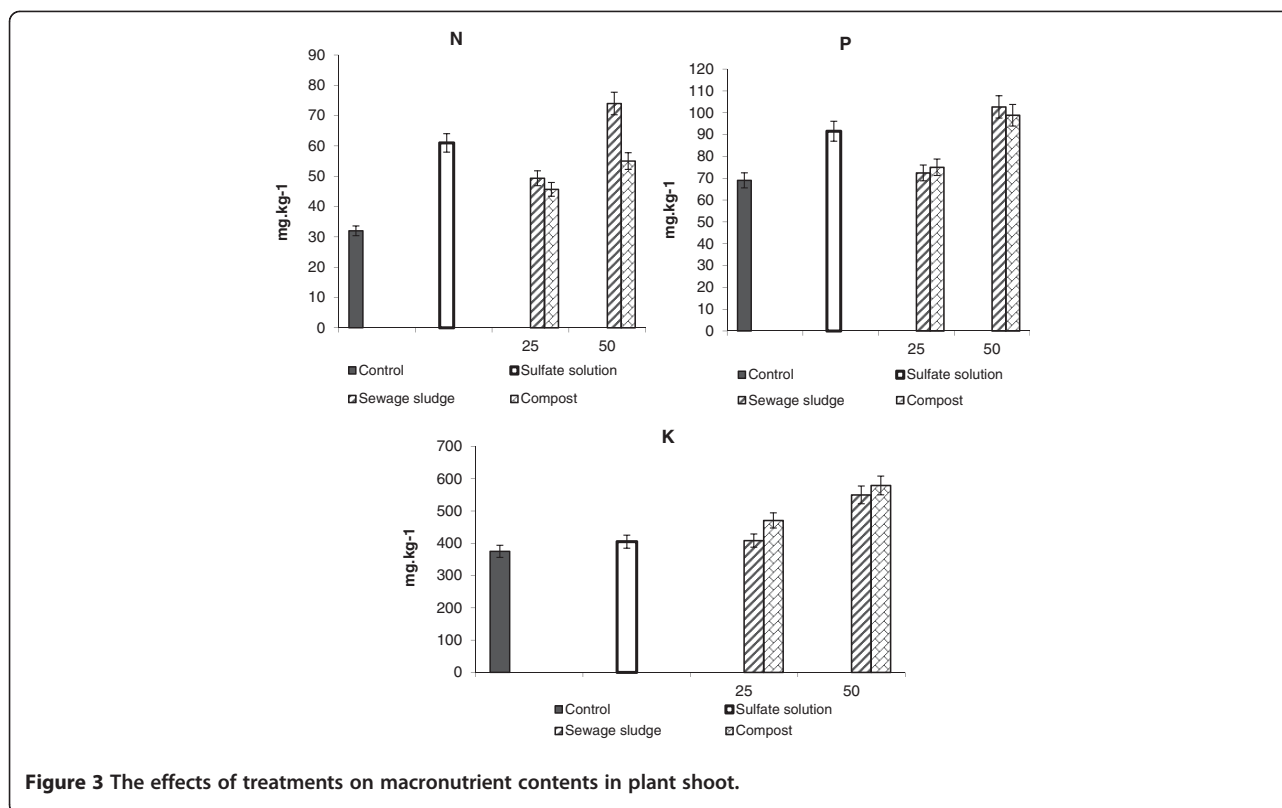 N
90
80
70
60
50
40
30
20
10
0
mg.kg-1
25 50
Control Sulfate solution
Sewage sludge Compost
P
120
110
100
90
80
70
60
50
40
30
20
10
0
mg.kg-1
25 50
Control Sulfate solution
Sewage sludge Compost
K
700
600
500
400
300
200
100
0
mg.kg-1
25 50
Control Sulfate solution
Sewage sludge Compost
Figure 3 The effects of treatments on macronutrient contents in plant shoot.